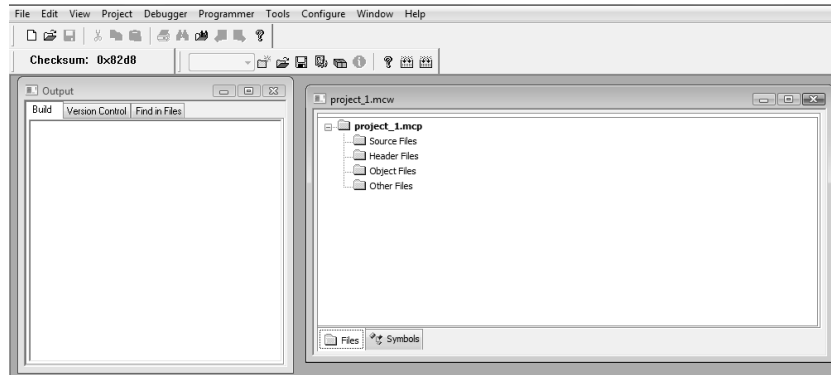 File Edit View Project Debugger Programmer Tools Configure Window Help
Checksum: 0x82d8
Output
Build Version Control Find in Files
project_1.mcw
project_1.mcp
Source Files
Header Files
Object Files
Other Files
Files Symbols